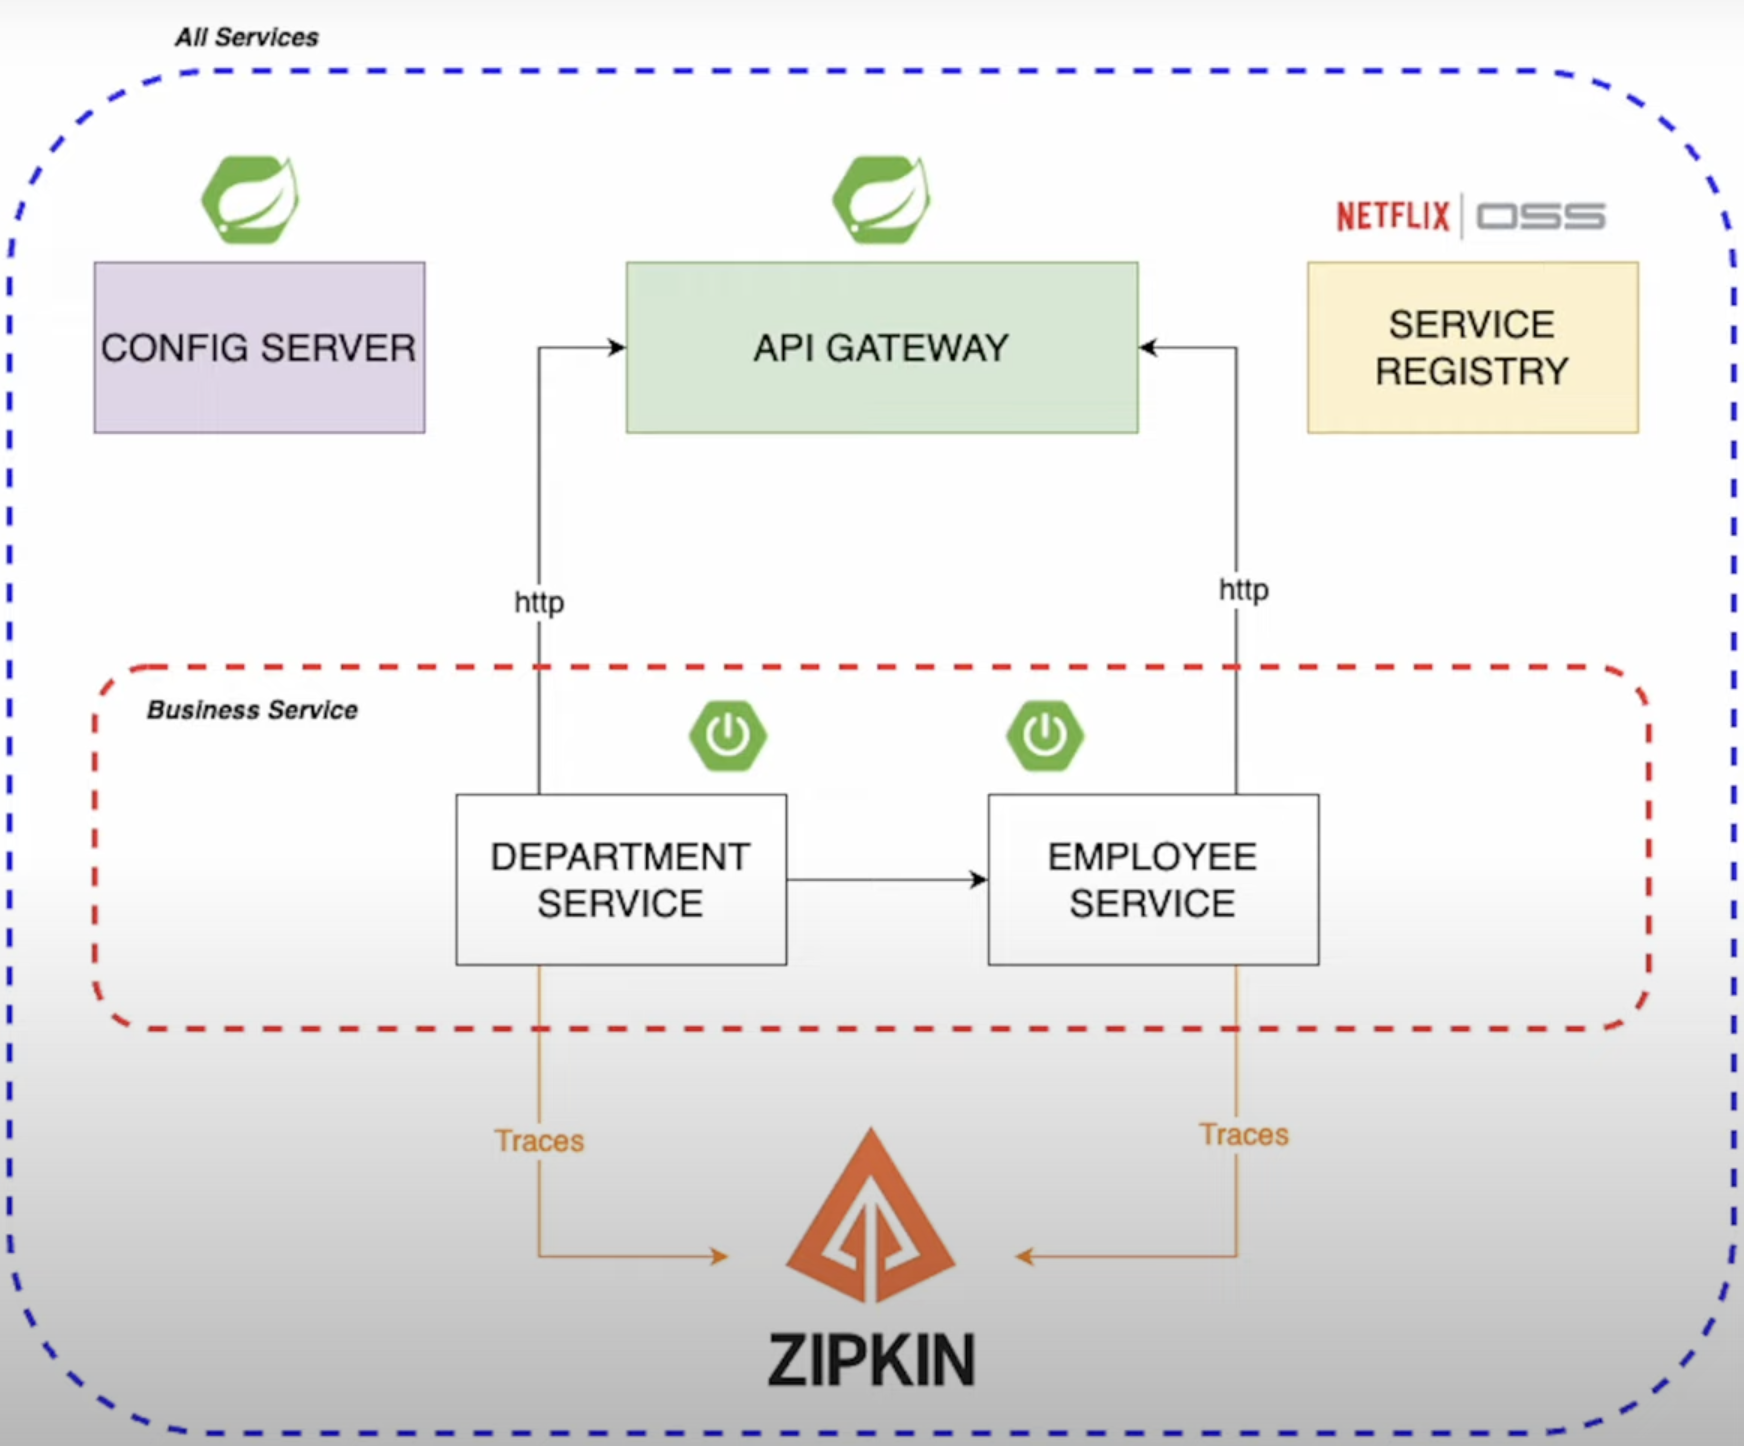 All Services
NETFLIX OSS
CONFIG SERVER
API GATEWAY
SERVICE
REGISTRY
http
http
Business Service
DEPARTMENT
SERVICE
EMPLOYEE
SERVICE
Traces
Traces
ZIPKIN